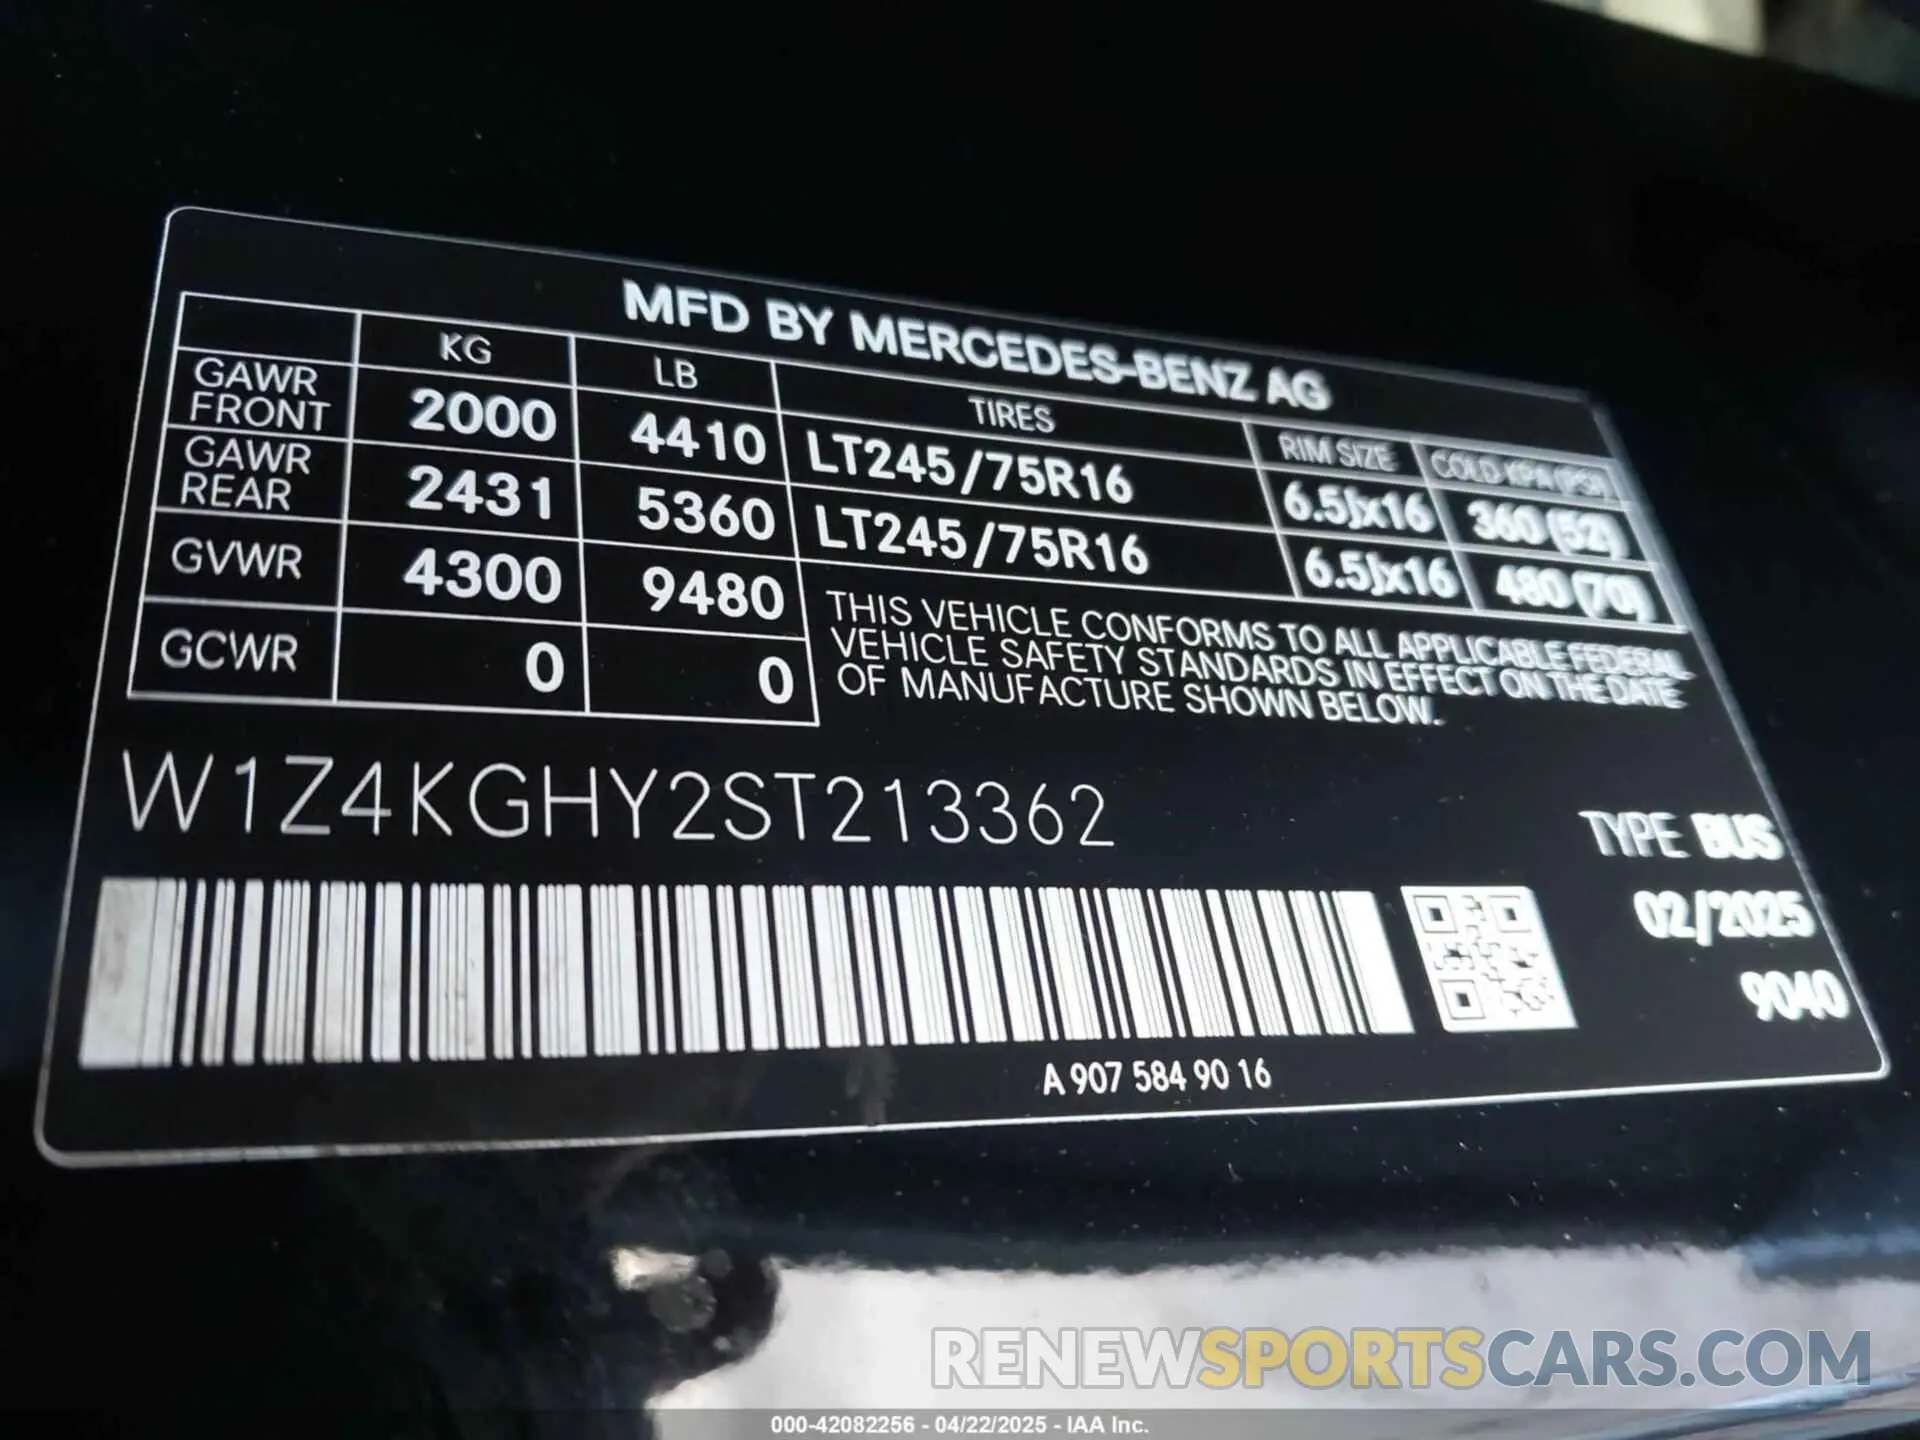 MFD BY MERCEDES-BENZ AG
KG LB TIRES RIM SIZE COLD KPA (PSI)
GAWR FRONT 2000 4410 LT245/75R16 6.5Jx16 360 (52)
GAWR REAR 2431 5360 LT245/75R16 6.5Jx16 480 (70)
GVWR 4300 9480
GCWR 0 0
THIS VEHICLE CONFORMS TO ALL APPLICABLE FEDERAL
VEHICLE SAFETY STANDARDS IN EFFECT ON THE DATE
OF MANUFACTURE SHOWN BELOW.
W1Z4KGHY2ST213362
TYPE BUS
02/2025
9040
A 907 584 90 16
RENEWSPORTSCARS.COM
000-42082256 - 04/22/2025 - IAA Inc.